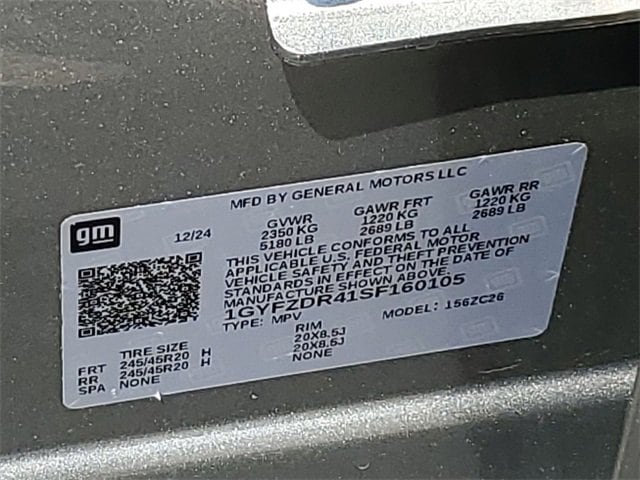 MFD BY GENERAL MOTORS LLC
gm
12/24
GVWR
2350 KG
5180 LB
GAWR FRT
1220 KG
2689 LB
GAWR RR
1220 KG
2689 LB
THIS VEHICLE CONFORMS TO ALL
APPLICABLE U.S. FEDERAL MOTOR
VEHICLE SAFETY AND THEFT PREVENTION
STANDARDS IN EFFECT ON THE DATE OF
MANUFACTURE SHOWN ABOVE.
1GYFZDR41SF160105
TYPE: MPV MODEL: 156ZC26
TIRE SIZE RIM
FRT 245/45R20 H 20X8.5J
RR 245/45R20 H 20X8.5J
SPA NONE NONE